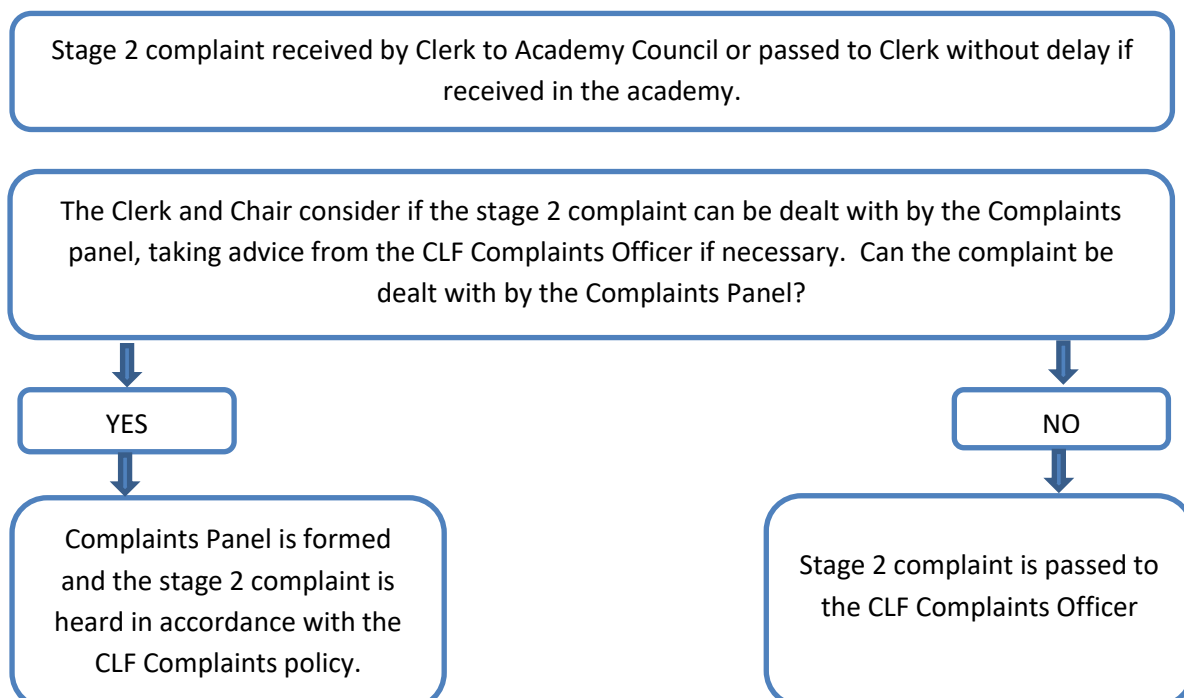 Stage 2 complaint received by Clerk to Academy Council or passed to Clerk without delay if
received in the academy.
The Clerk and Chair consider if the stage 2 complaint can be dealt with by the Complaints
panel, taking advice from the CLF Complaints Officer if necessary.  Can the complaint be
dealt with by the Complaints Panel?
YES
NO
Complaints Panel is formed
and the stage 2 complaint is
heard in accordance with the
CLF Complaints policy.
Stage 2 complaint is passed to
the CLF Complaints Officer